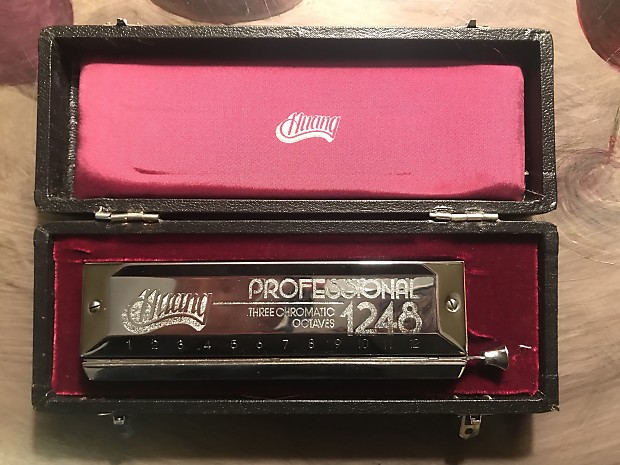 Huang
Huang
PROFESSIONAL
THREE CHROMATIC
OCTAVES
1248
1 2 3 4 5 6 7 8 9 10 11 12